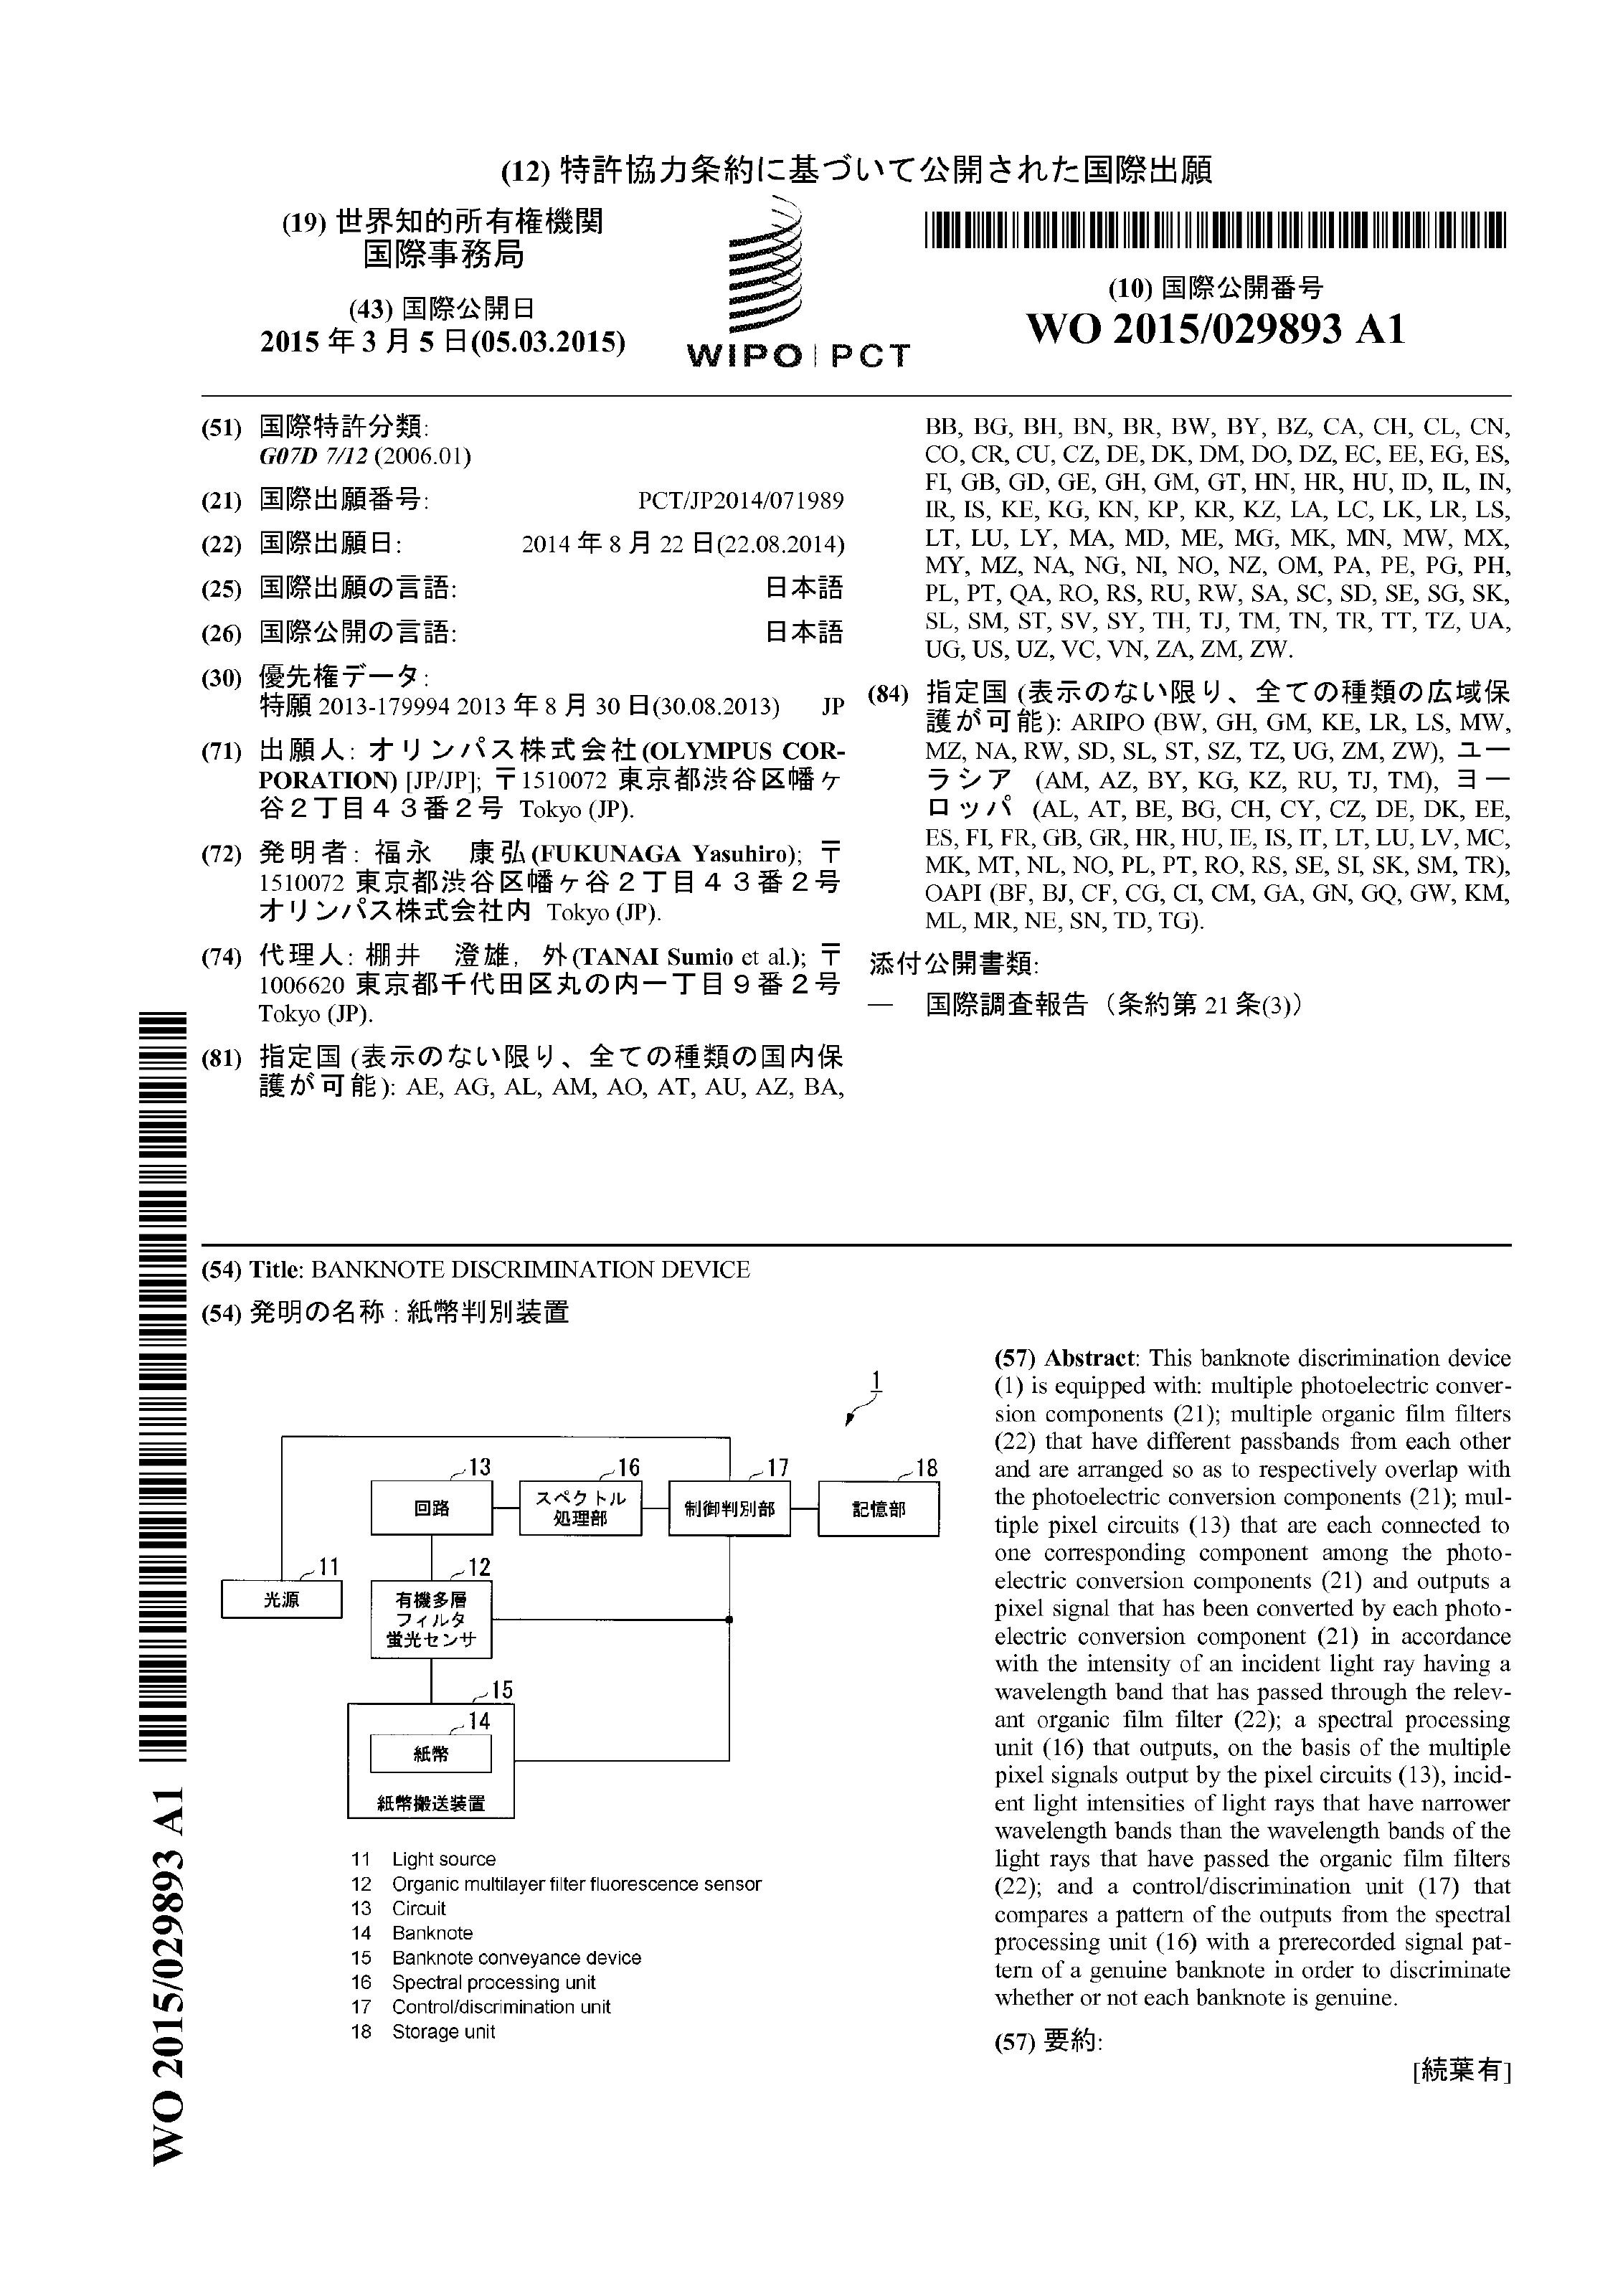 (12) 特許協力条約に基づいて公開された国際出願
(19) 世界知的所有権機関
国際事務局
(43) 国際公開日
2015 年 3 月 5 日(05.03.2015)
WIPO | PCT
(10) 国際公開番号
WO 2015/029893 A1
(51) 国際特許分類:
G07D 7/12 (2006.01)
(21) 国際出願番号: PCT/JP2014/071989
(22) 国際出願日: 2014 年 8 月 22 日(22.08.2014)
(25) 国際出願の言語: 日本語
(26) 国際公開の言語: 日本語
(30) 優先権データ:
特願 2013-179994 2013 年 8 月 30 日(30.08.2013) JP
(71) 出願人: オリンパス株式会社(OLYMPUS COR-
PORATION) [JP/JP]; 〒1510072 東京都渋谷区幡ヶ
谷2丁目43番2号 Tokyo (JP).
(72) 発明者: 福永 康弘(FUKUNAGA Yasuhiro); 〒
1510072 東京都渋谷区幡ヶ谷2丁目43番2号
オリンパス株式会社内 Tokyo (JP).
(74) 代理人: 棚井 澄雄, 外(TANAI Sumio et al.); 〒
1006620 東京都千代田区丸の内一丁目9番2号
Tokyo (JP).
(81) 指定国 (表示のない限り、全ての種類の国内保
護が可能): AE, AG, AL, AM, AO, AT, AU, AZ, BA,
BB, BG, BH, BN, BR, BW, BY, BZ, CA, CH, CL, CN,
CO, CR, CU, CZ, DE, DK, DM, DO, DZ, EC, EE, EG, ES,
FI, GB, GD, GE, GH, GM, GT, HN, HR, HU, ID, IL, IN,
IR, IS, KE, KG, KN, KP, KR, KZ, LA, LC, LK, LR, LS,
LT, LU, LY, MA, MD, ME, MG, MK, MN, MW, MX,
MY, MZ, NA, NG, NI, NO, NZ, OM, PA, PE, PG, PH,
PL, PT, QA, RO, RS, RU, RW, SA, SC, SD, SE, SG, SK,
SL, SM, ST, SV, SY, TH, TJ, TM, TN, TR, TT, TZ, UA,
UG, US, UZ, VC, VN, ZA, ZM, ZW.
(84) 指定国 (表示のない限り、全ての種類の広域保
護が可能): ARIPO (BW, GH, GM, KE, LR, LS, MW,
MZ, NA, RW, SD, SL, ST, SZ, TZ, UG, ZM, ZW), ユー
ラシア (AM, AZ, BY, KG, KZ, RU, TJ, TM), ヨー
ロッパ (AL, AT, BE, BG, CH, CY, CZ, DE, DK, EE,
ES, FI, FR, GB, GR, HR, HU, IE, IS, IT, LT, LU, LV, MC,
MK, MT, NL, NO, PL, PT, RO, RS, SE, SI, SK, SM, TR),
OAPI (BF, BJ, CF, CG, CI, CM, GA, GN, GQ, GW, KM,
ML, MR, NE, SN, TD, TG).
添付公開書類:
— 国際調査報告(条約第 21 条(3))
(54) Title: BANKNOTE DISCRIMINATION DEVICE
(54) 発明の名称 : 紙幣判別装置
1
13
16
17
18
回路
スペクトル
処理部
制御判別部
記憶部
11
12
光源
有機多層
フィルタ
蛍光センサ
15
14
紙幣
紙幣搬送装置
11 Light source
12 Organic multilayer filter fluorescence sensor
13 Circuit
14 Banknote
15 Banknote conveyance device
16 Spectral processing unit
17 Control/discrimination unit
18 Storage unit
(57) Abstract: This banknote discrimination device
(1) is equipped with: multiple photoelectric conver-
sion components (21); multiple organic film filters
(22) that have different passbands from each other
and are arranged so as to respectively overlap with
the photoelectric conversion components (21); mul-
tiple pixel circuits (13) that are each connected to
one corresponding component among the photo-
electric conversion components (21) and outputs a
pixel signal that has been converted by each photo-
electric conversion component (21) in accordance
with the intensity of an incident light ray having a
wavelength band that has passed through the relev-
ant organic film filter (22); a spectral processing
unit (16) that outputs, on the basis of the multiple
pixel signals output by the pixel circuits (13), incid-
ent light intensities of light rays that have narrower
wavelength bands than the wavelength bands of the
light rays that have passed the organic film filters
(22); and a control/discrimination unit (17) that
compares a pattern of the outputs from the spectral
processing unit (16) with a prerecorded signal pat-
tern of a genuine banknote in order to discriminate
whether or not each banknote is genuine.
(57) 要約:
[続葉有]
WO 2015/029893 A1